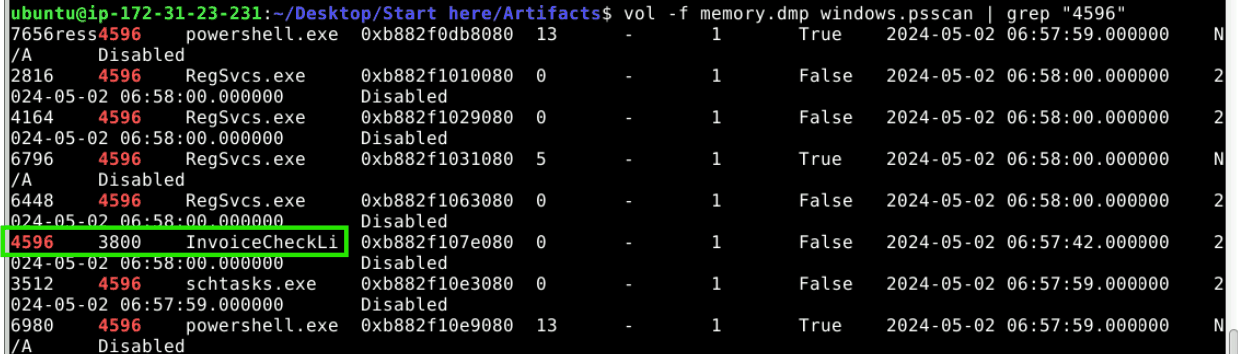 ubuntu@ip-172-31-23-231:~/Desktop/Start here/Artifacts$ vol -f memory.dmp windows.psscan | grep "4596"
7656ress4596 powershell.exe 0xb882f0db8080 13 - 1 True 2024-05-02 06:57:59.000000 N
/A Disabled
2816 4596 RegSvcs.exe 0xb882f1010080 0 - 1 False 2024-05-02 06:58:00.000000 2
024-05-02 06:58:00.000000 Disabled
4164 4596 RegSvcs.exe 0xb882f1029080 0 - 1 False 2024-05-02 06:58:00.000000 2
024-05-02 06:58:00.000000 Disabled
6796 4596 RegSvcs.exe 0xb882f1031080 5 - 1 True 2024-05-02 06:58:00.000000 N
/A Disabled
6448 4596 RegSvcs.exe 0xb882f1063080 0 - 1 False 2024-05-02 06:58:00.000000 2
024-05-02 06:58:00.000000 Disabled
4596 3800 InvoiceCheckLi 0xb882f107e080 0 - 1 False 2024-05-02 06:57:42.000000 2
024-05-02 06:58:00.000000 Disabled
3512 4596 schtasks.exe 0xb882f10e3080 0 - 1 False 2024-05-02 06:57:59.000000 2
024-05-02 06:57:59.000000 Disabled
6980 4596 powershell.exe 0xb882f10e9080 13 - 1 True 2024-05-02 06:57:59.000000 N
/A Disabled